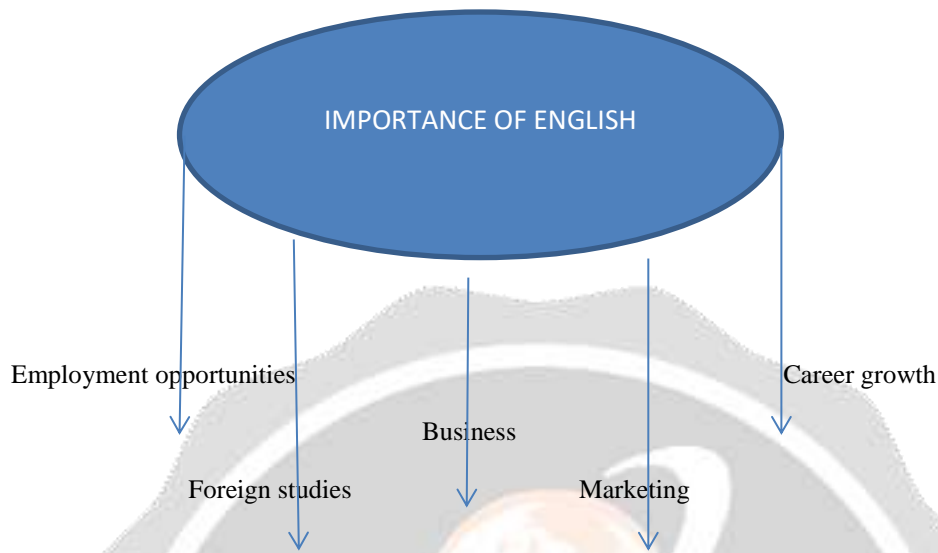 IMPORTANCE OF ENGLISH
Employment opportunities
Career growth
Business
Foreign studies
Marketing